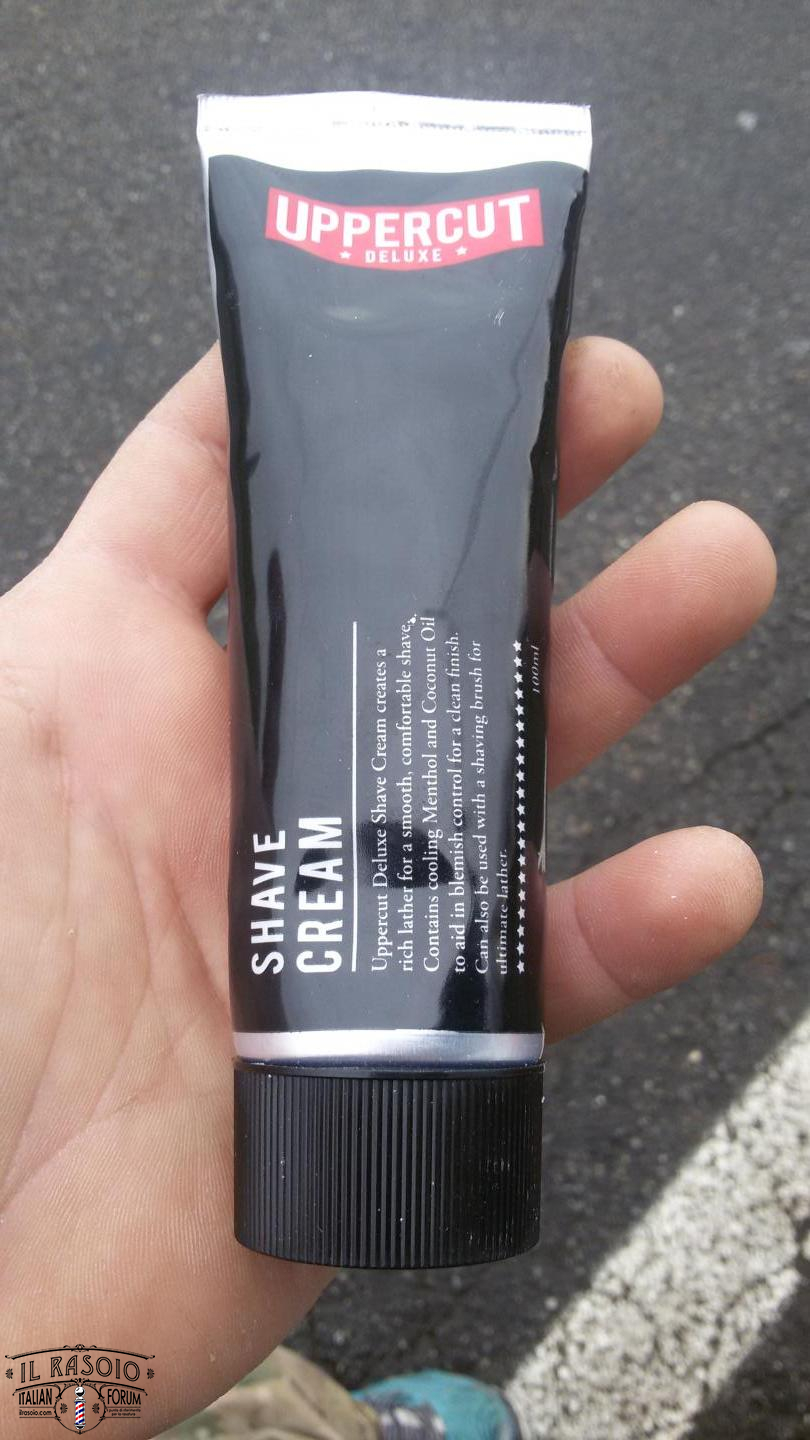 UPPERCUT
DELUXE
SHAVE
CREAM
Uppercut Deluxe Shave Cream creates a
rich lather for a smooth, comfortable shave.
Contains cooling Menthol and Coconut Oil
to aid in blemish control for a clean finish.
Can also be used with a shaving brush for
ultimate lather.
100ml
IL RASOIO
ITALIAN FORUM
ilrasoio.com